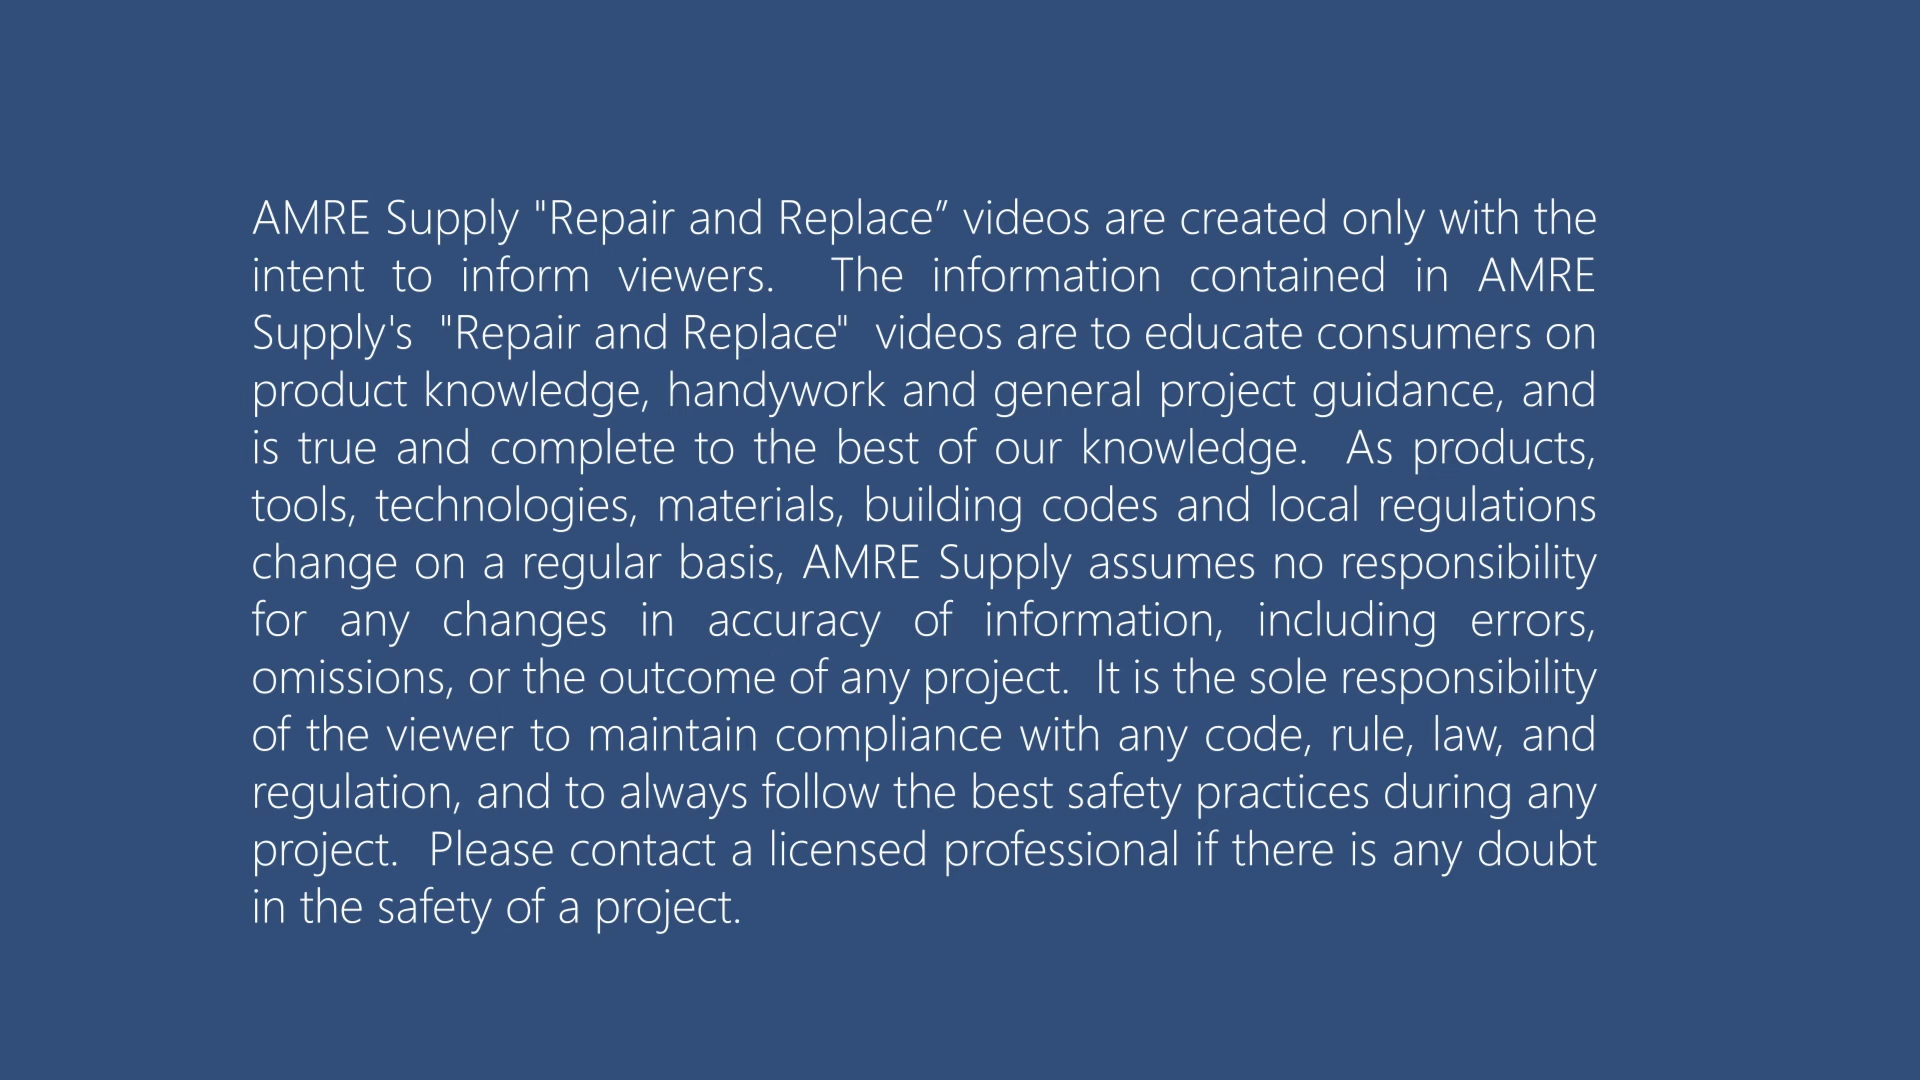 AMRE Supply "Repair and Replace” videos are created only with the
intent to inform viewers.  The information contained in AMRE
Supply's  "Repair and Replace"  videos are to educate consumers on
product knowledge, handywork and general project guidance, and
is true and complete to the best of our knowledge.  As products,
tools, technologies, materials, building codes and local regulations
change on a regular basis, AMRE Supply assumes no responsibility
for any changes in accuracy of information, including errors,
omissions, or the outcome of any project.  It is the sole responsibility
of the viewer to maintain compliance with any code, rule, law, and
regulation, and to always follow the best safety practices during any
project.  Please contact a licensed professional if there is any doubt
in the safety of a project.